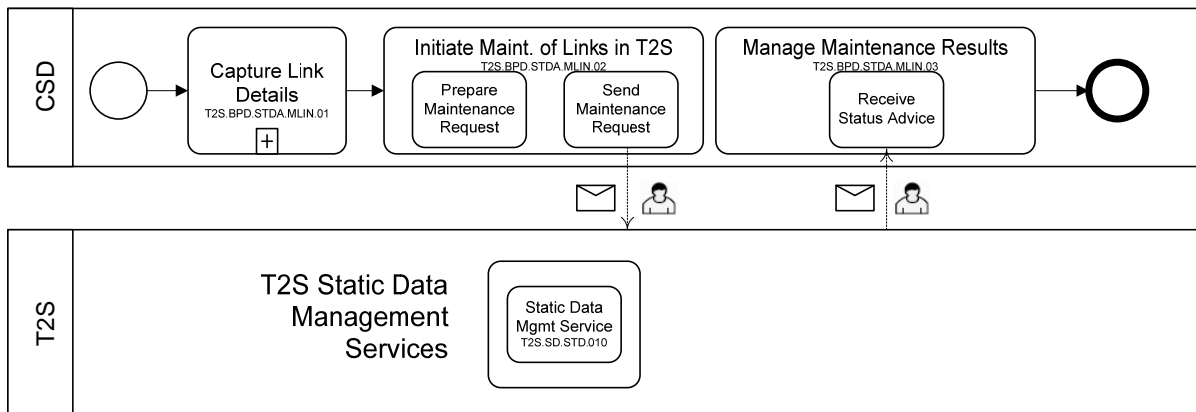 CSD
Capture Link
Details
T2S.BPD.STDA.MLIN.01
+
Initiate Maint. of Links in T2S
T2S.BPD.STDA.MLIN.02
Prepare
Maintenance
Request
Send
Maintenance
Request
Manage Maintenance Results
T2S.BPD.STDA.MLIN.03
Receive
Status Advice
T2S
T2S Static Data
Management
Services
Static Data
Mgmt Service
T2S.SD.STD.010